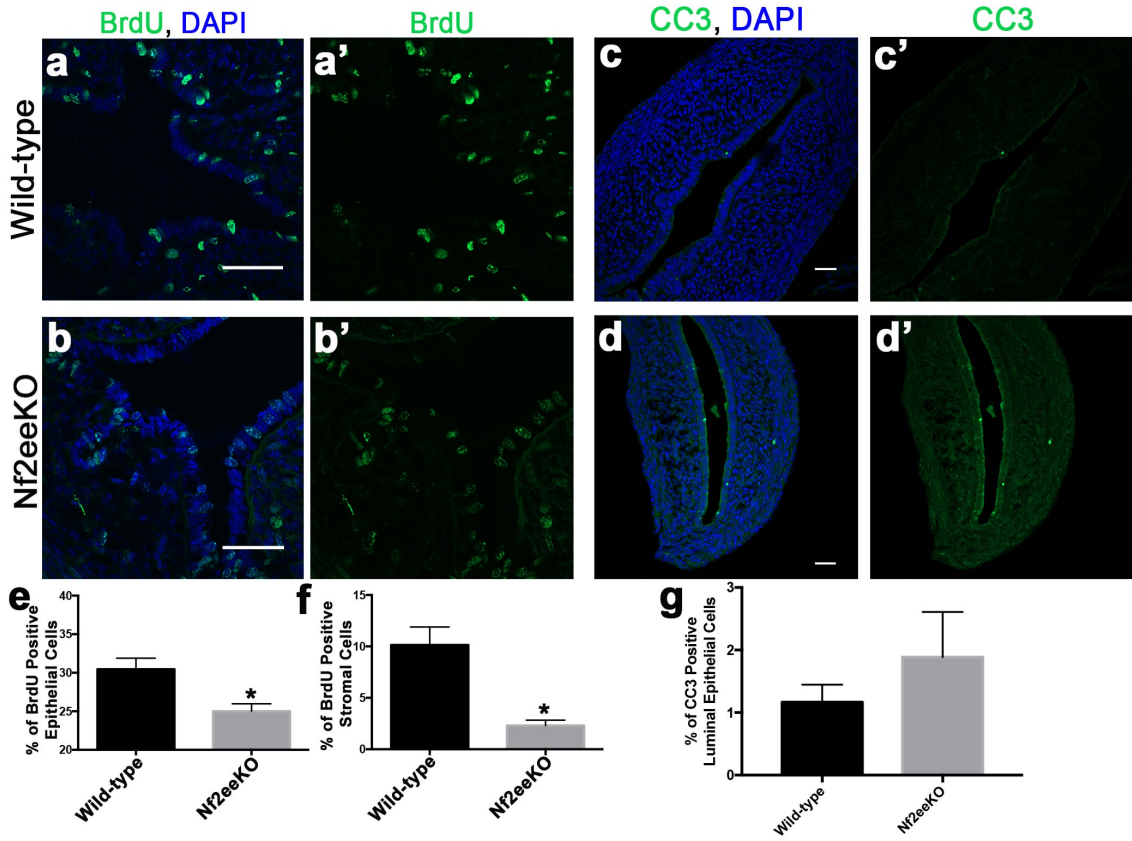 BrdU, DAPI
BrdU
CC3, DAPI
CC3
Wild-type
a
a’
c
c’
Nf2eeKO
b
b’
d
d’
e
% of BrdU Positive
Epithelial Cells
40
35
30
25
20
*
Wild-type
Nf2eeKO
f
% of BrdU Positive
Stromal Cells
15
10
5
0
*
Wild-type
Nf2eeKO
g
% of CC3 Positive
Luminal Epithelial Cells
3
2
1
0
Wild-type
Nf2eeKO